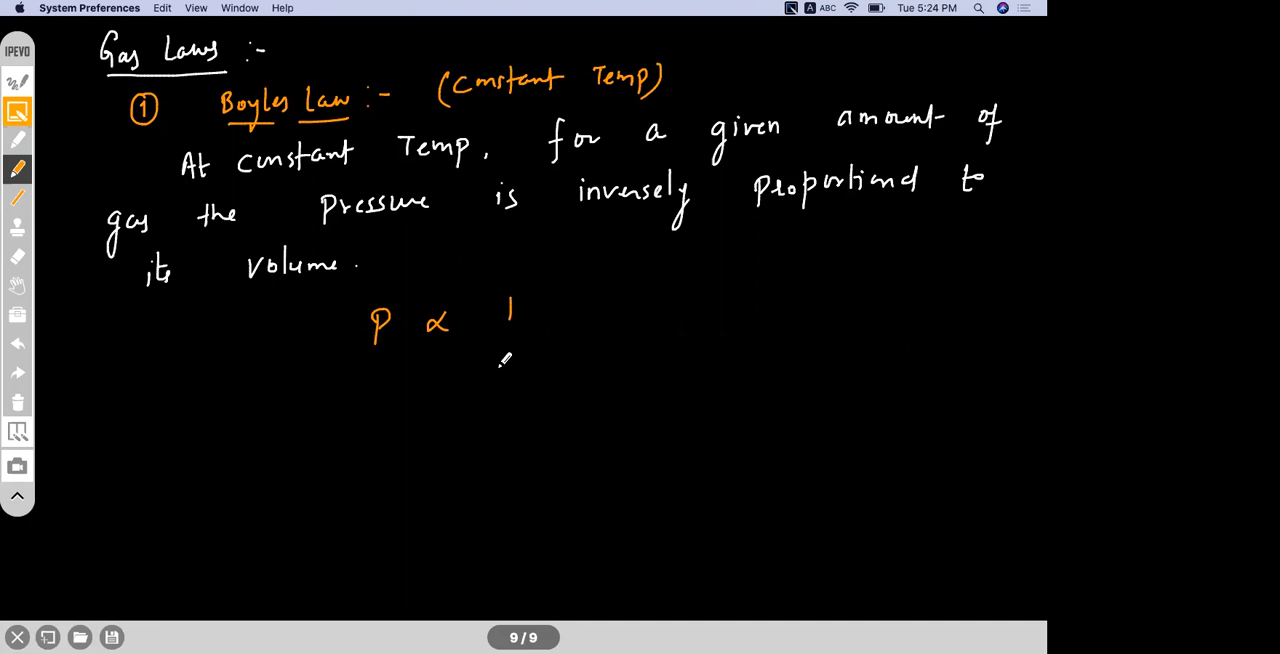 System Preferences Edit View Window Help
A ABC Tue 5:24 PM
IPEVO
Gas Laws :-
① Boyles Law :- (Constant Temp)
At constant Temp, for a given amount of
gas the pressure is inversely proportional to
its volume.
P ∝ 1
9 / 9